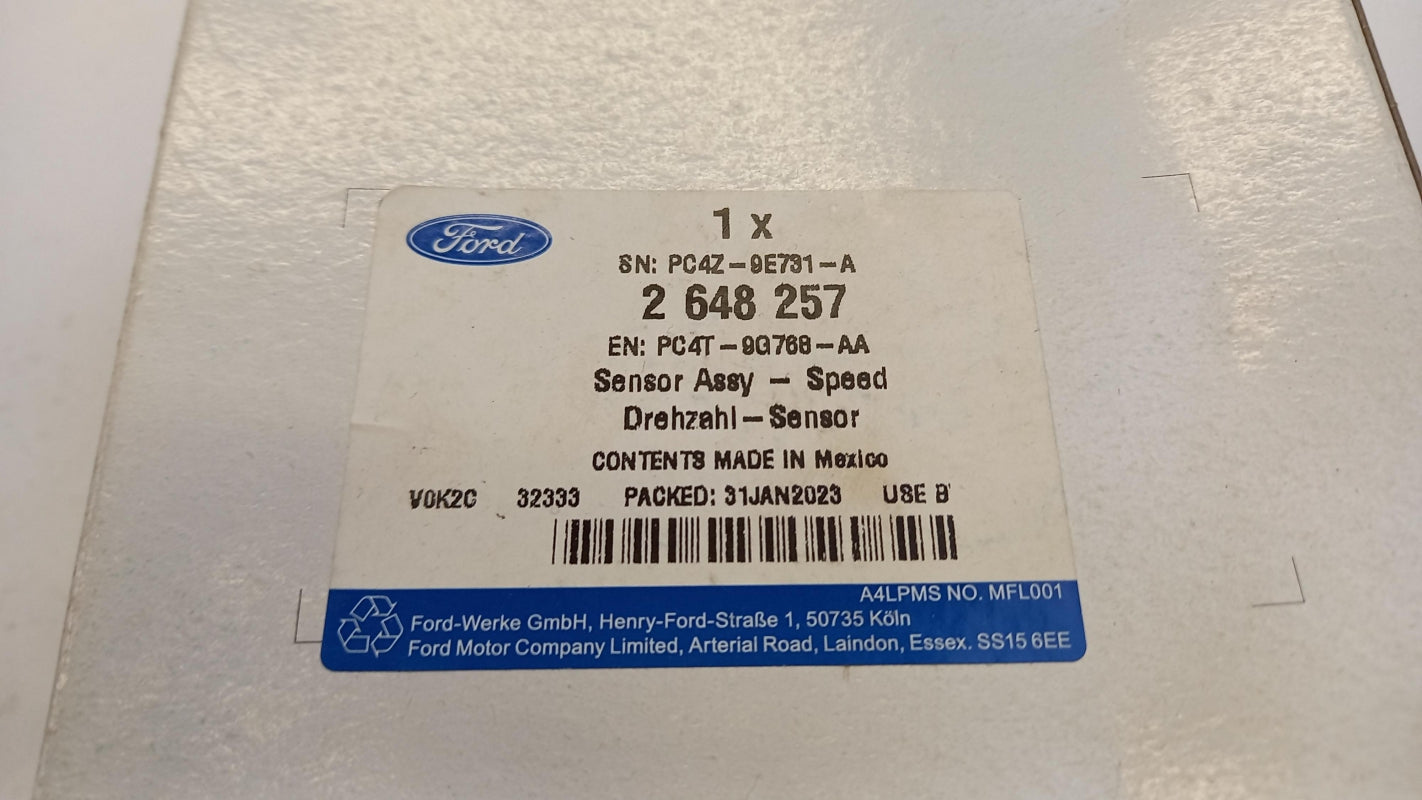 Ford
1 x
SN: PC4Z-9E731-A
2 648 257
EN: PC4T-9G768-AA
Sensor Assy - Speed
Drehzahl-Sensor
CONTENTS MADE IN Mexico
V0K2C 32333 PACKED: 31JAN2023 USE B
A4LPMS NO. MFL001
Ford-Werke GmbH, Henry-Ford-Straße 1, 50735 Köln
Ford Motor Company Limited, Arterial Road, Laindon, Essex. SS15 6EE